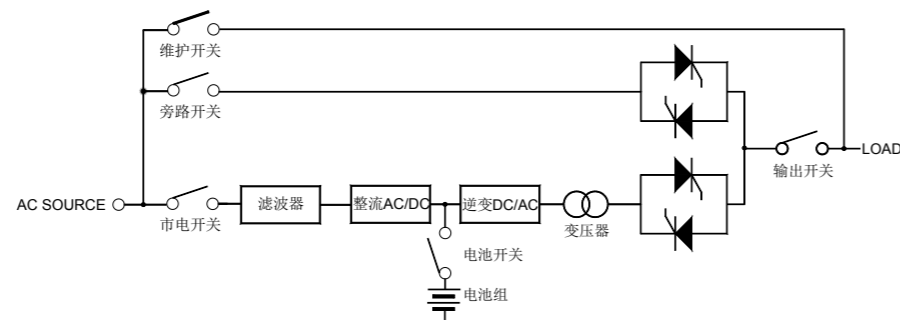 维护开关
旁路开关
LOAD
输出开关
AC SOURCE
市电开关
滤波器
整流AC/DC
逆变DC/AC
变压器
电池开关
电池组